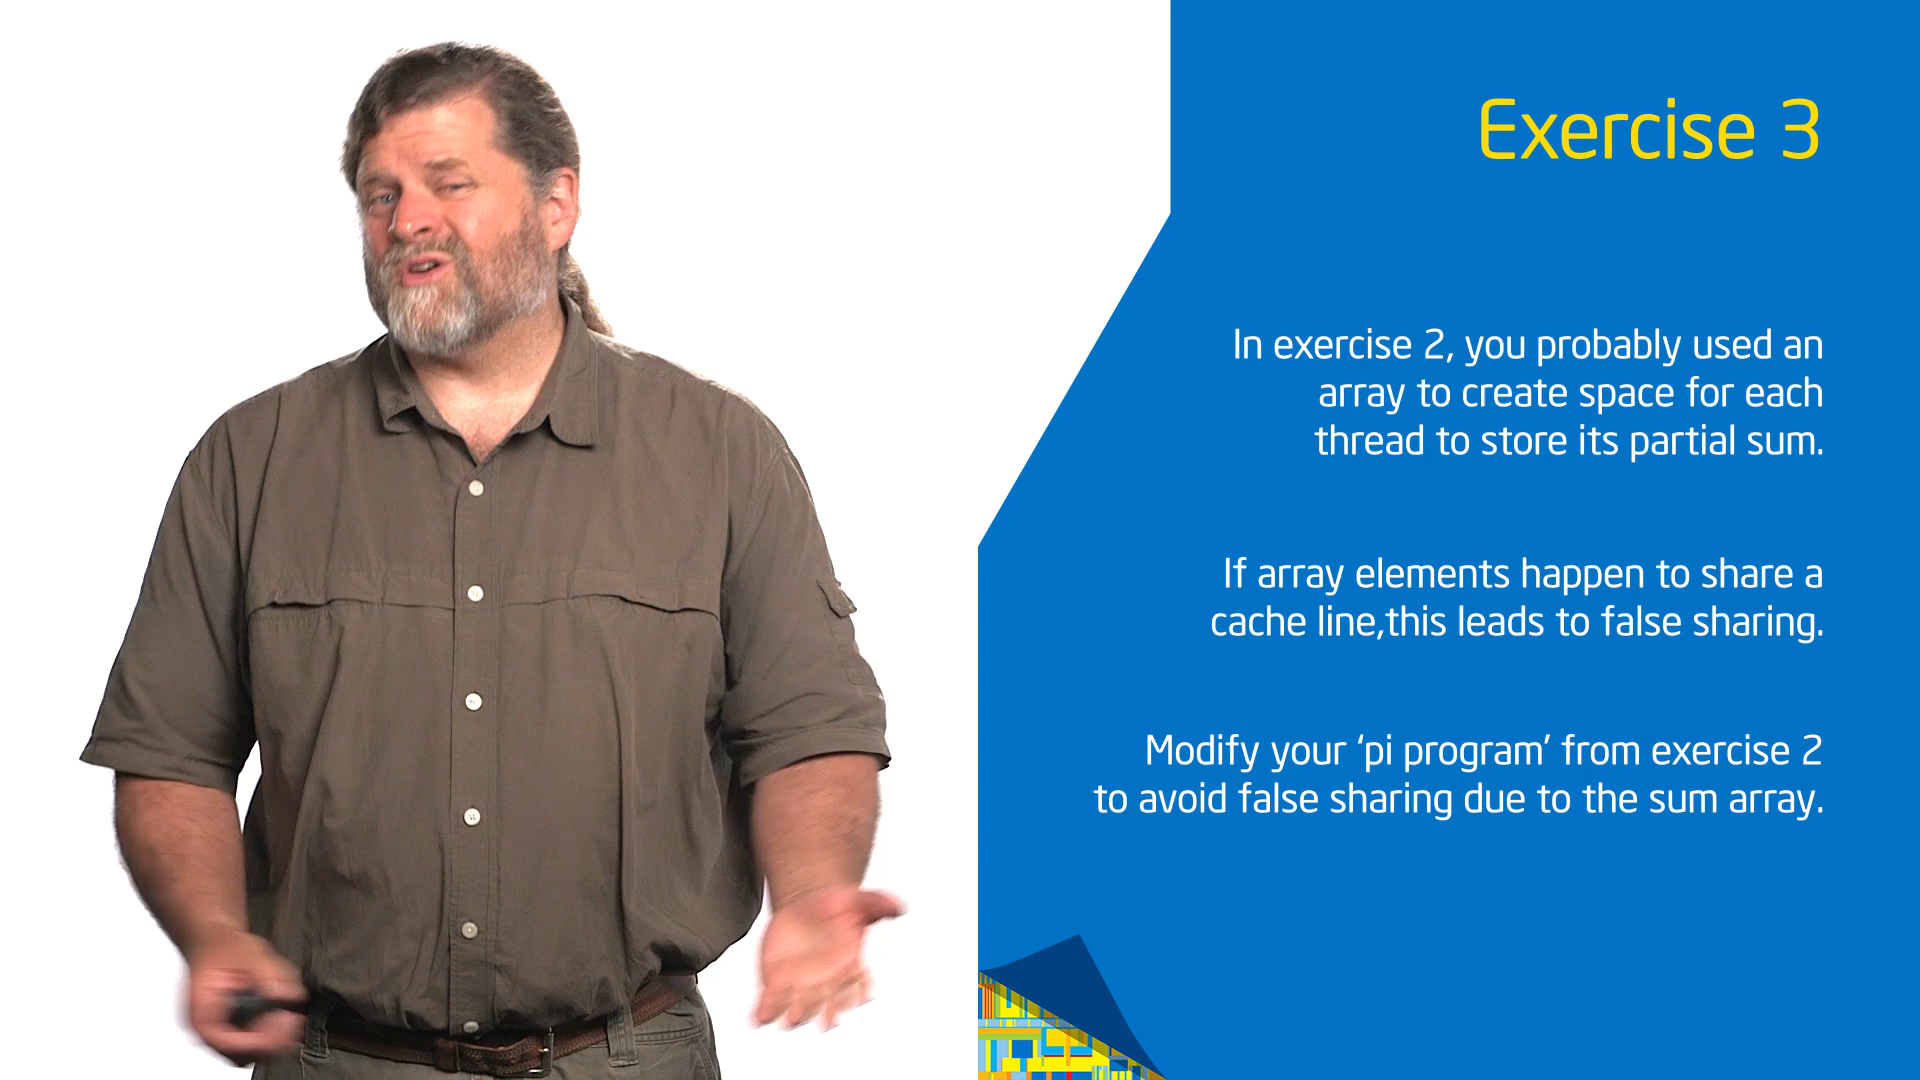 Exercise 3
In exercise 2, you probably used an
array to create space for each
thread to store its partial sum.
If array elements happen to share a
cache line,this leads to false sharing.
Modify your ‘pi program’ from exercise 2
to avoid false sharing due to the sum array.